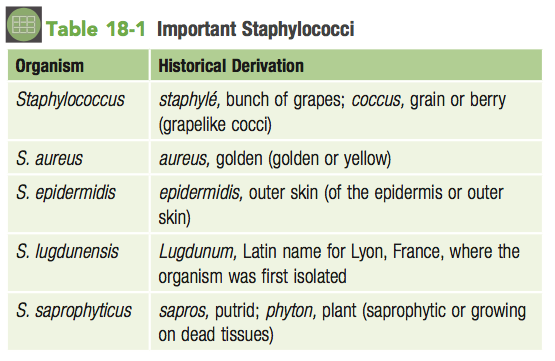 Table 18-1 Important Staphylococci
Organism Historical Derivation
Staphylococcus staphylé, bunch of grapes; coccus, grain or berry
(grapelike cocci)
S. aureus aureus, golden (golden or yellow)
S. epidermidis epidermidis, outer skin (of the epidermis or outer
skin)
S. lugdunensis Lugdunum, Latin name for Lyon, France, where the
organism was first isolated
S. saprophyticus sapros, putrid; phyton, plant (saprophytic or growing
on dead tissues)